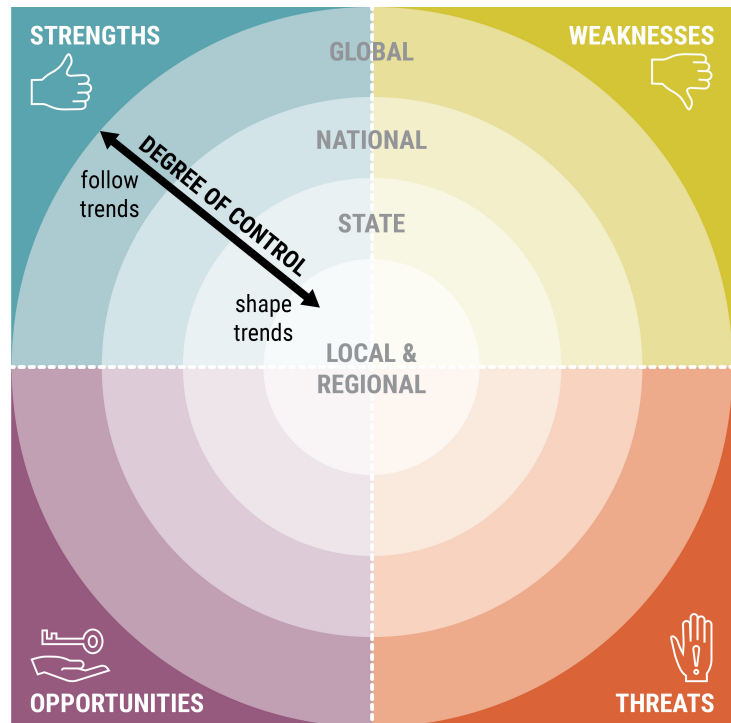 STRENGTHS
WEAKNESSES
GLOBAL
NATIONAL
DEGREE OF CONTROL
follow
trends
STATE
shape
trends
LOCAL &
REGIONAL
OPPORTUNITIES
THREATS